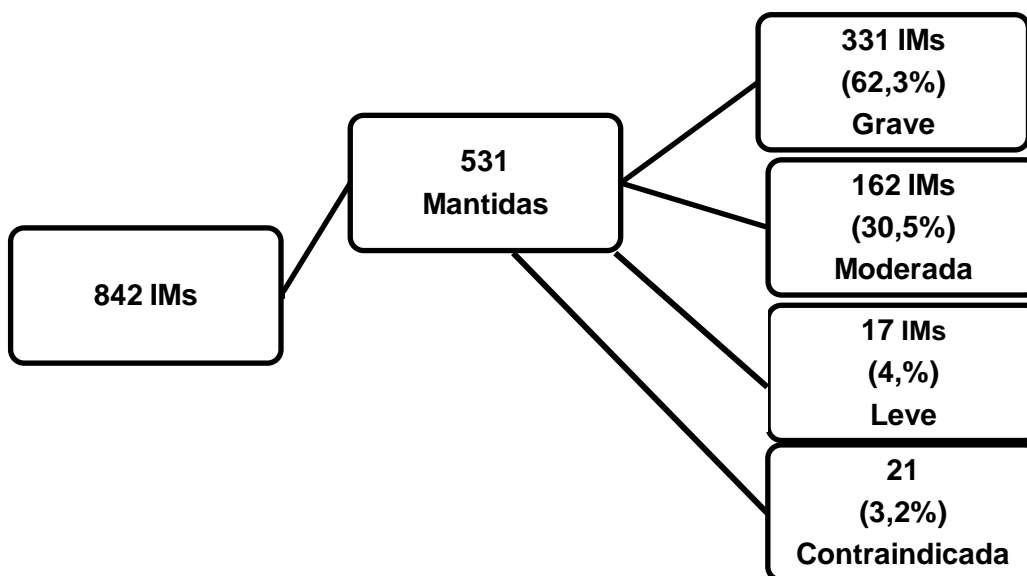 842 IMs
531
Mantidas
331 IMs
(62,3%)
Grave
162 IMs
(30,5%)
Moderada
17 IMs
(4,%)
Leve
21
(3,2%)
Contraindicada